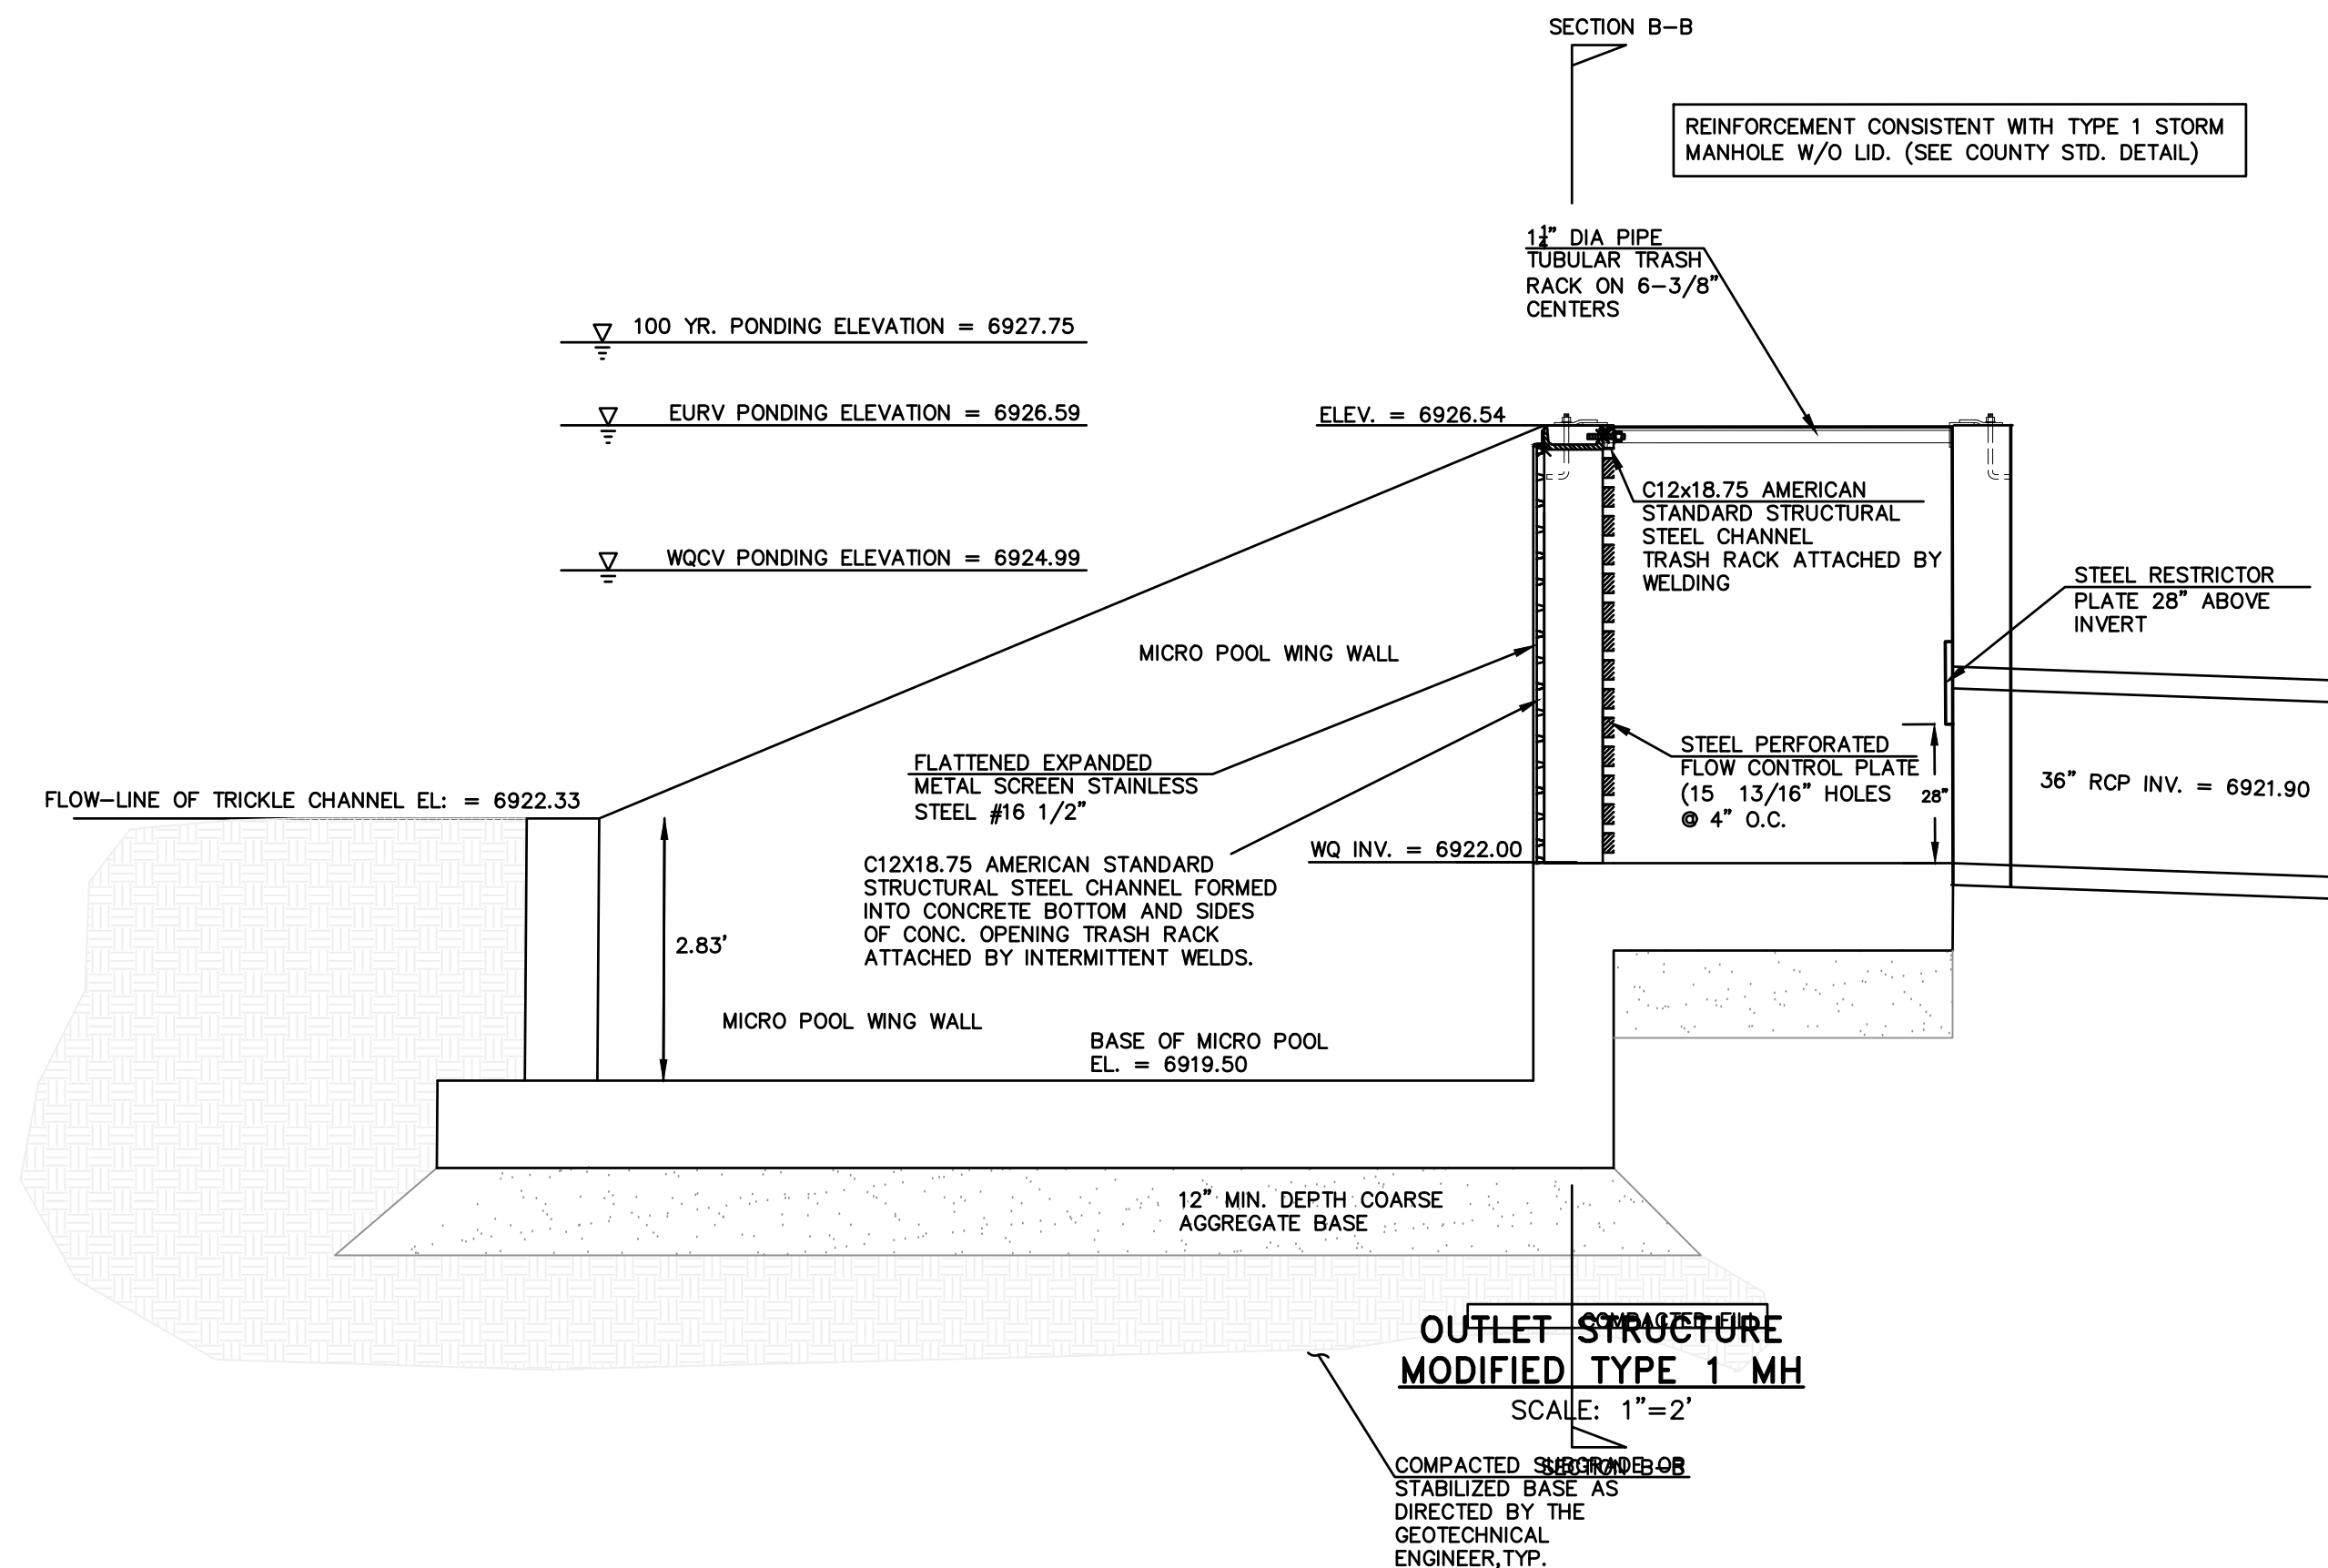 SECTION B-B
REINFORCEMENT CONSISTENT WITH TYPE 1 STORM
MANHOLE W/O LID. (SEE COUNTY STD. DETAIL)
1¼" DIA PIPE
TUBULAR TRASH
RACK ON 6-3/8"
CENTERS
100 YR. PONDING ELEVATION = 6927.75
EURV PONDING ELEVATION = 6926.59
ELEV. = 6926.54
WQCV PONDING ELEVATION = 6924.99
C12x18.75 AMERICAN
STANDARD STRUCTURAL
STEEL CHANNEL
TRASH RACK ATTACHED BY
WELDING
STEEL RESTRICTOR
PLATE 28" ABOVE
INVERT
MICRO POOL WING WALL
FLATTENED EXPANDED
METAL SCREEN STAINLESS
STEEL #16 1/2"
STEEL PERFORATED
FLOW CONTROL PLATE
(15 13/16" HOLES
@ 4" O.C.
28"
36" RCP INV. = 6921.90
FLOW-LINE OF TRICKLE CHANNEL EL: = 6922.33
WQ INV. = 6922.00
C12X18.75 AMERICAN STANDARD
STRUCTURAL STEEL CHANNEL FORMED
INTO CONCRETE BOTTOM AND SIDES
OF CONC. OPENING TRASH RACK
ATTACHED BY INTERMITTENT WELDS.
2.83'
MICRO POOL WING WALL
BASE OF MICRO POOL
EL. = 6919.50
12" MIN. DEPTH COARSE
AGGREGATE BASE
COMPACTED FILL
OUTLET STRUCTURE
MODIFIED TYPE 1 MH
SCALE: 1"=2'
SECTION B-B
COMPACTED SUBGRADE OR
STABILIZED BASE AS
DIRECTED BY THE
GEOTECHNICAL
ENGINEER,TYP.